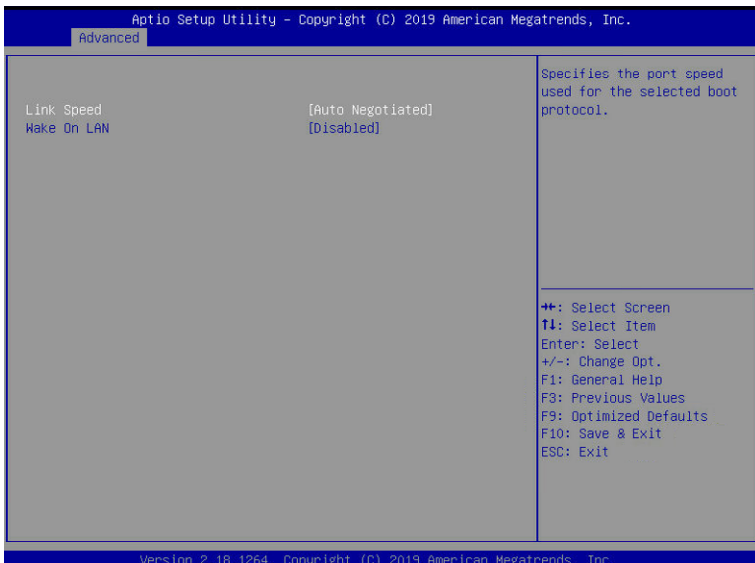 Aptio Setup Utility – Copyright (C) 2019 American Megatrends, Inc.
Advanced
Link Speed [Auto Negotiated]
Wake On LAN [Disabled]
Specifies the port speed
used for the selected boot
protocol.
→←: Select Screen
↑↓: Select Item
Enter: Select
+/-: Change Opt.
F1: General Help
F3: Previous Values
F9: Optimized Defaults
F10: Save & Exit
ESC: Exit
Version 2.18.1264. Copyright (C) 2019 American Megatrends, Inc.